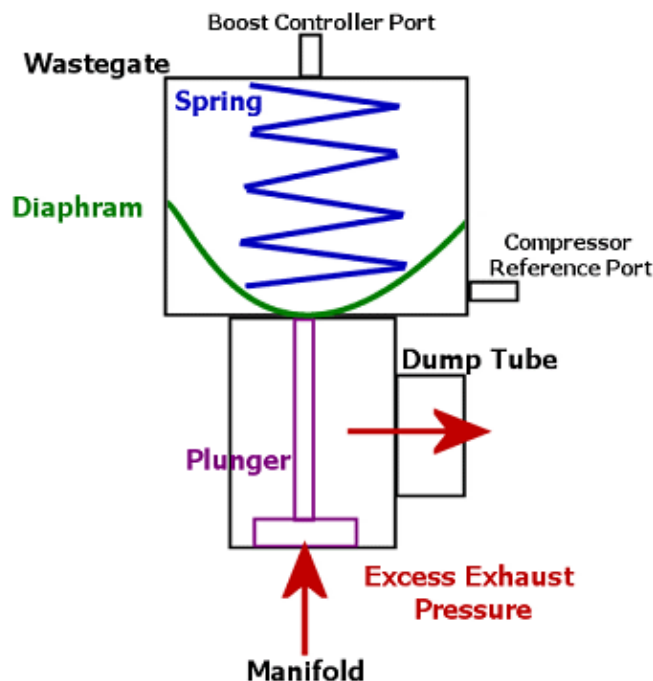 Boost Controller Port
Wastegate
Spring
Diaphram
Compressor
Reference Port
Dump Tube
Plunger
Excess Exhaust
Pressure
Manifold